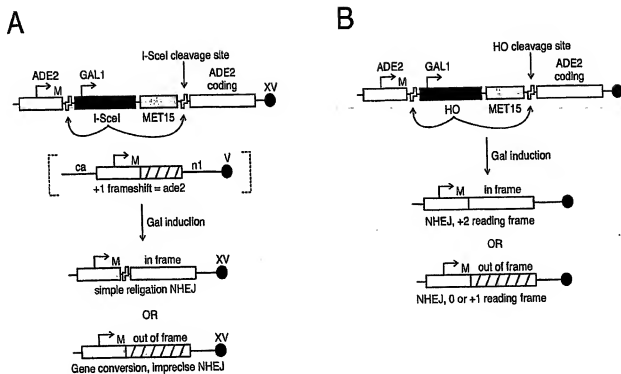 A
I-SceI cleavage site
ADE2
M
GAL1
ADE2
coding
XV
I-SceI
MET15
ca
M
n1
V
+1 frameshift = ade2
Gal induction
M
in frame
XV
simple religation NHEJ
OR
M
out of frame
XV
Gene conversion, imprecise NHEJ
B
HO cleavage site
ADE2
M
GAL1
ADE2
coding
HO
MET15
Gal induction
M
in frame
NHEJ, +2 reading frame
OR
M
out of frame
NHEJ, 0 or +1 reading frame